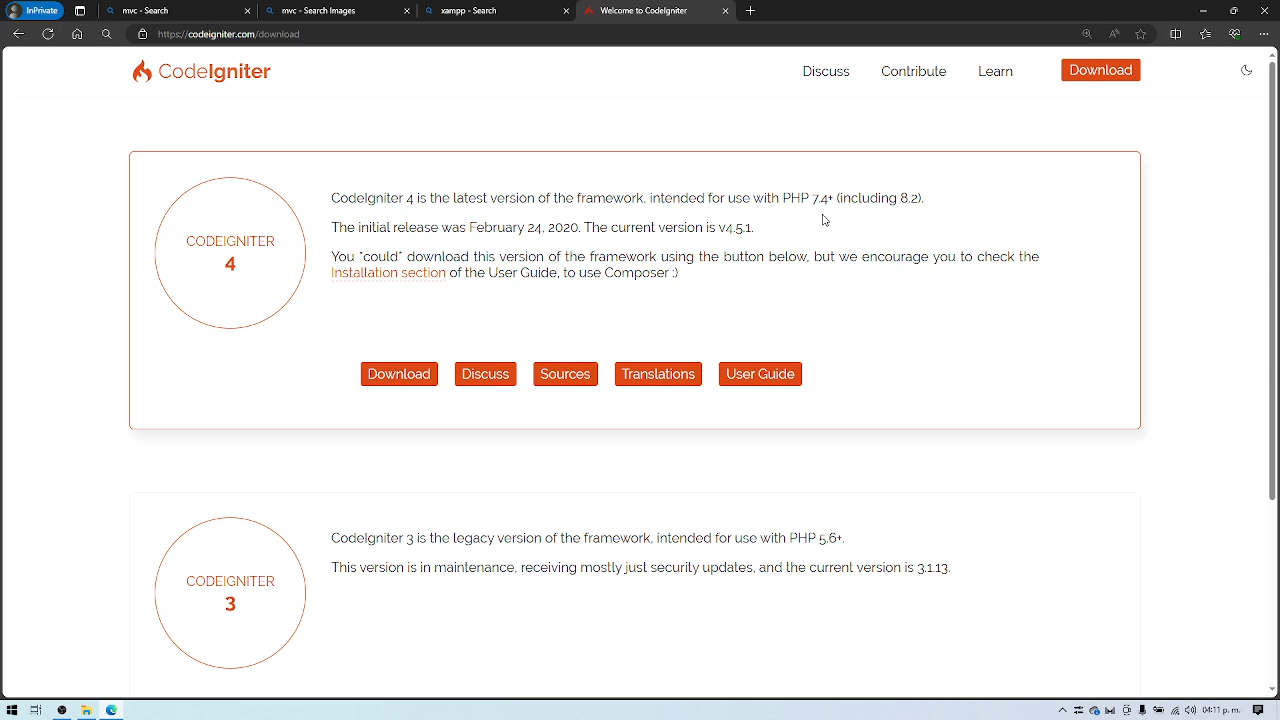 InPrivate
mvc - Search
mvc - Search Images
xampp - Search
Welcome to CodeIgniter
https://codeigniter.com/download
CodeIgniter
Discuss
Contribute
Learn
Download
CODEIGNITER
4
CodeIgniter 4 is the latest version of the framework, intended for use with PHP 7.4+ (including 8.2).
The initial release was February 24, 2020. The current version is v4.5.1.
You *could* download this version of the framework using the button below, but we encourage you to check the
Installation section of the User Guide, to use Composer :)
Download
Discuss
Sources
Translations
User Guide
CODEIGNITER
3
CodeIgniter 3 is the legacy version of the framework, intended for use with PHP 5.6+.
This version is in maintenance, receiving mostly just security updates, and the current version is 3.1.13.
04:11 p. m.